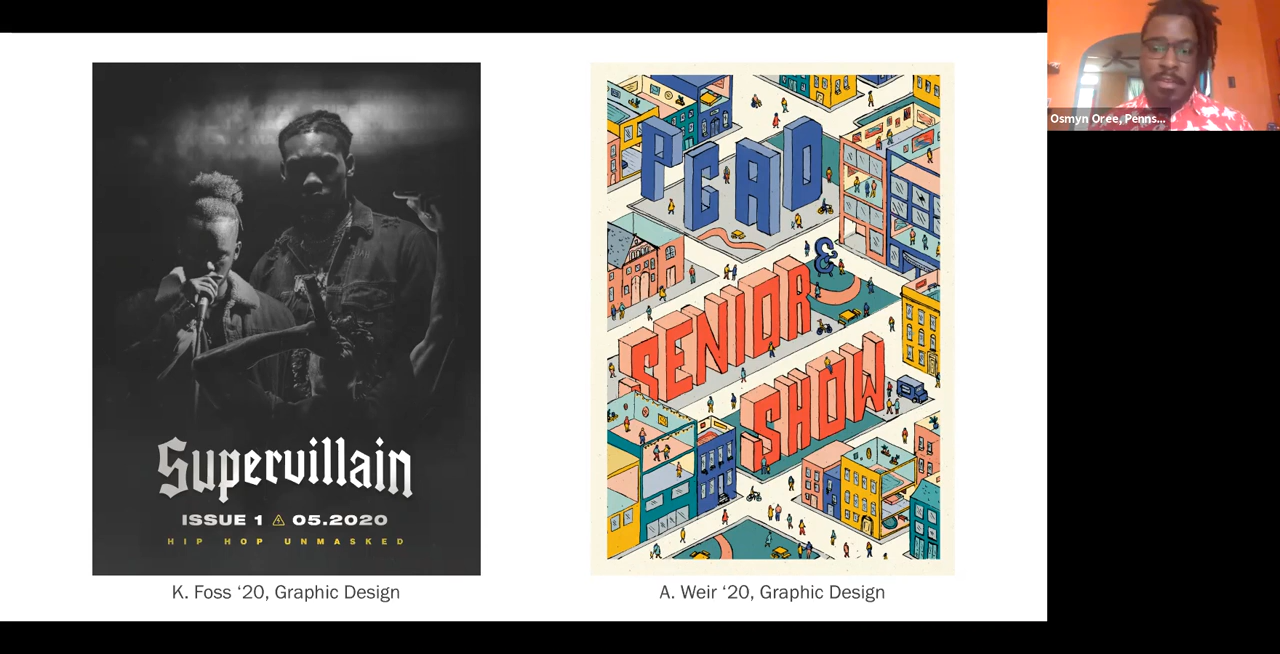 Supervillain
ISSUE 1 ⚠ 05.2020
HIP HOP UNMASKED
K. Foss ‘20, Graphic Design
PCAD
&
SENIOR
SHOW
A. Weir ‘20, Graphic Design
Osmyn Oree, Penns...